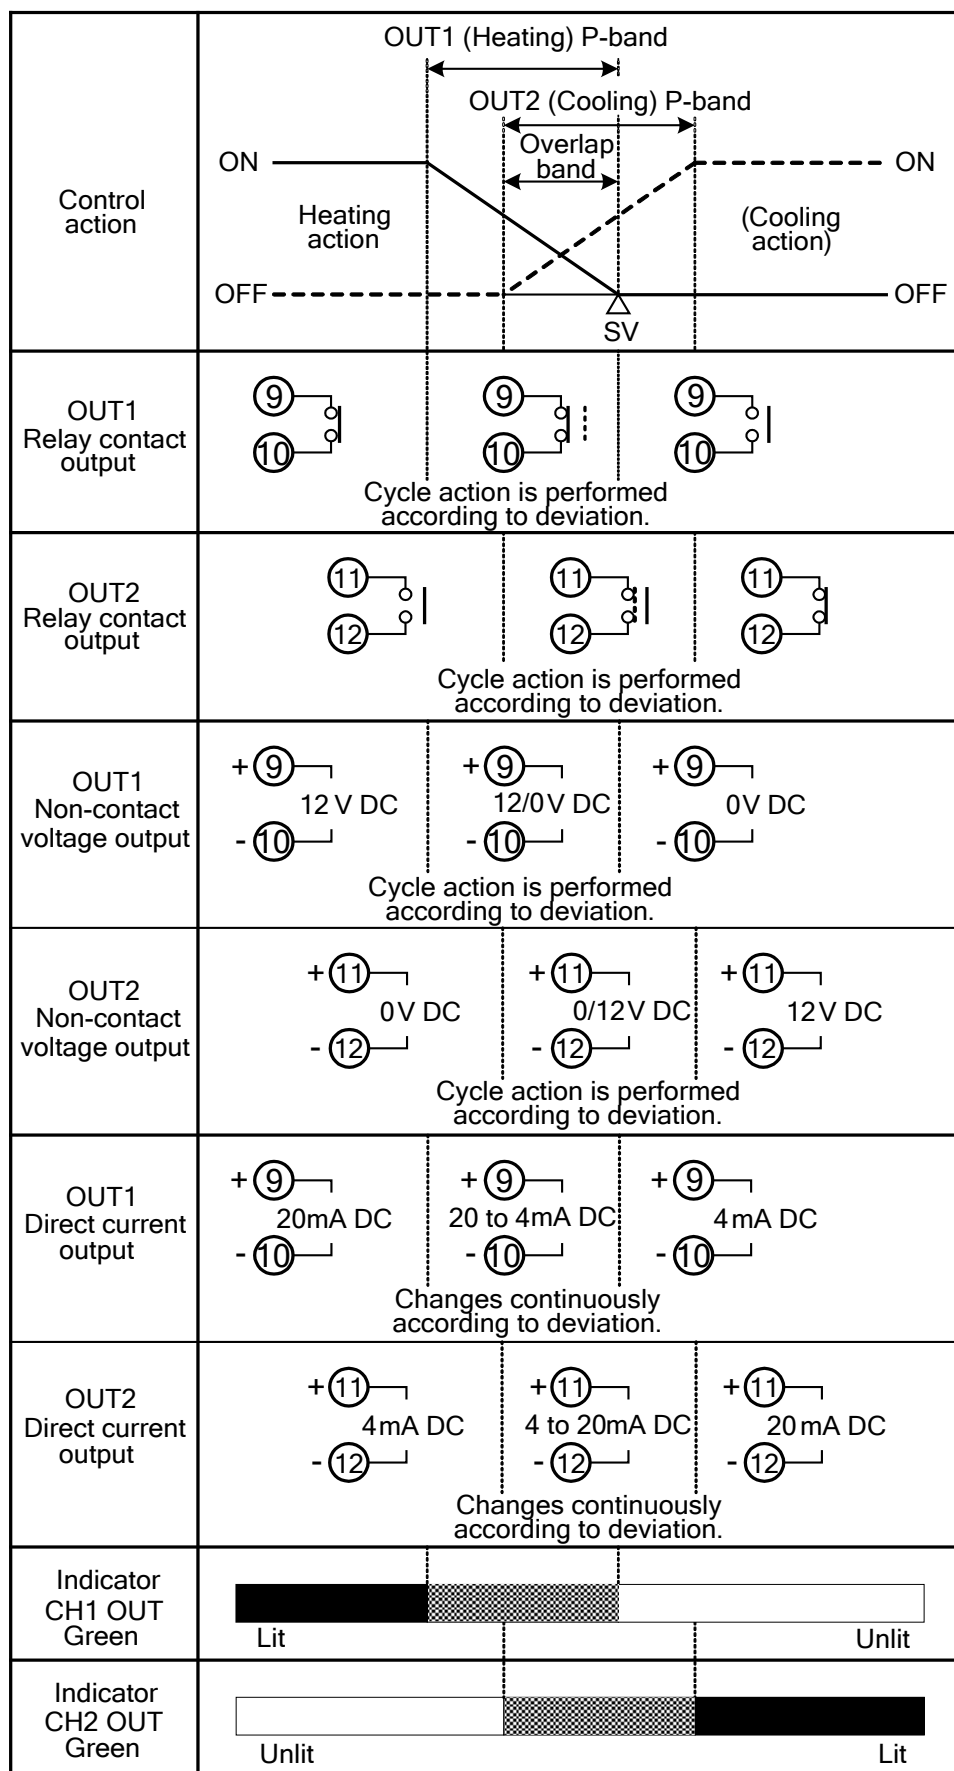 OUT1 (Heating) P-band
OUT2 (Cooling) P-band
Overlap
band
ON
ON
Control
action
Heating
action
(Cooling
action)
OFF
OFF
SV
OUT1
Relay contact
output
9
10
9
10
9
10
Cycle action is performed
according to deviation.
OUT2
Relay contact
output
11
12
11
12
11
12
Cycle action is performed
according to deviation.
OUT1
Non-contact
voltage output
+ 9
12 V DC
- 10
+ 9
12/0V DC
- 10
+ 9
0V DC
- 10
Cycle action is performed
according to deviation.
OUT2
Non-contact
voltage output
+ 11
0V DC
- 12
+ 11
0/12V DC
- 12
+ 11
12V DC
- 12
Cycle action is performed
according to deviation.
OUT1
Direct current
output
+ 9
20mA DC
- 10
+ 9
20 to 4mA DC
- 10
+ 9
4mA DC
- 10
Changes continuously
according to deviation.
OUT2
Direct current
output
+ 11
4mA DC
- 12
+ 11
4 to 20mA DC
- 12
+ 11
20mA DC
- 12
Changes continuously
according to deviation.
Indicator
CH1 OUT
Green
Lit
Unlit
Indicator
CH2 OUT
Green
Unlit
Lit